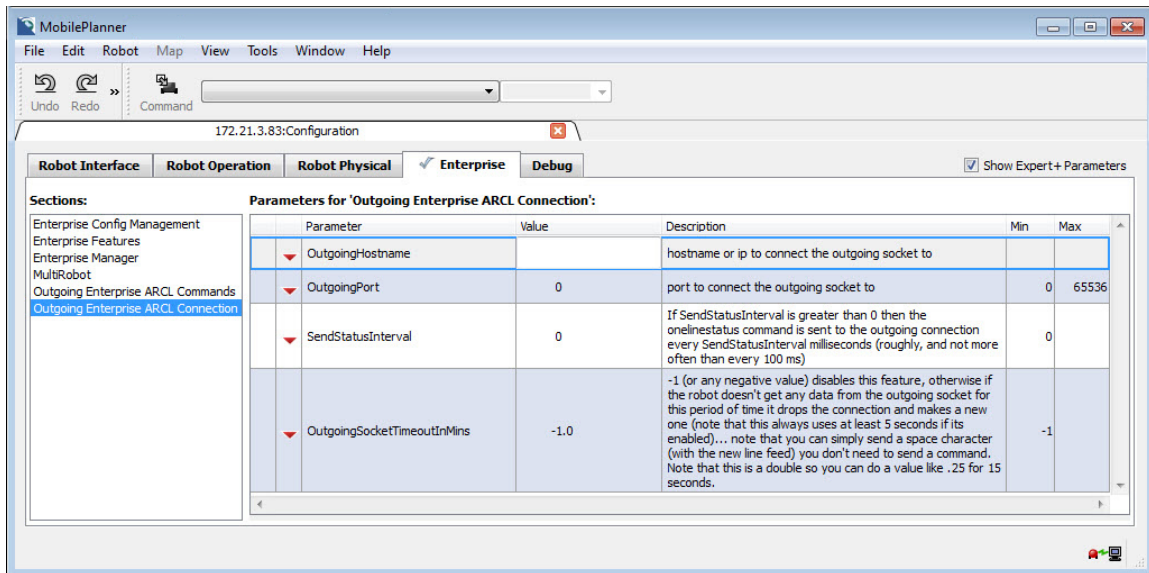 MobilePlanner
File Edit Robot Map View Tools Window Help
Undo Redo » Command
172.21.3.83:Configuration
Robot Interface Robot Operation Robot Physical Enterprise Debug Show Expert+ Parameters
Sections:
Enterprise Config Management
Enterprise Features
Enterprise Manager
MultiRobot
Outgoing Enterprise ARCL Commands
Outgoing Enterprise ARCL Connection
Parameters for 'Outgoing Enterprise ARCL Connection':
Parameter Value Description Min Max
OutgoingHostname hostname or ip to connect the outgoing socket to
OutgoingPort 0 port to connect the outgoing socket to 0 65536
SendStatusInterval 0
If SendStatusInterval is greater than 0 then the
onelinestatus command is sent to the outgoing connection
every SendStatusInterval milliseconds (roughly, and not more
often than every 100 ms)
0
OutgoingSocketTimeoutInMins -1.0
-1 (or any negative value) disables this feature, otherwise if
the robot doesn't get any data from the outgoing socket for
this period of time it drops the connection and makes a new
one (note that this always uses at least 5 seconds if its
enabled)... note that you can simply send a space character
(with the new line feed) you don't need to send a command.
Note that this is a double so you can do a value like .25 for 15
seconds.
-1